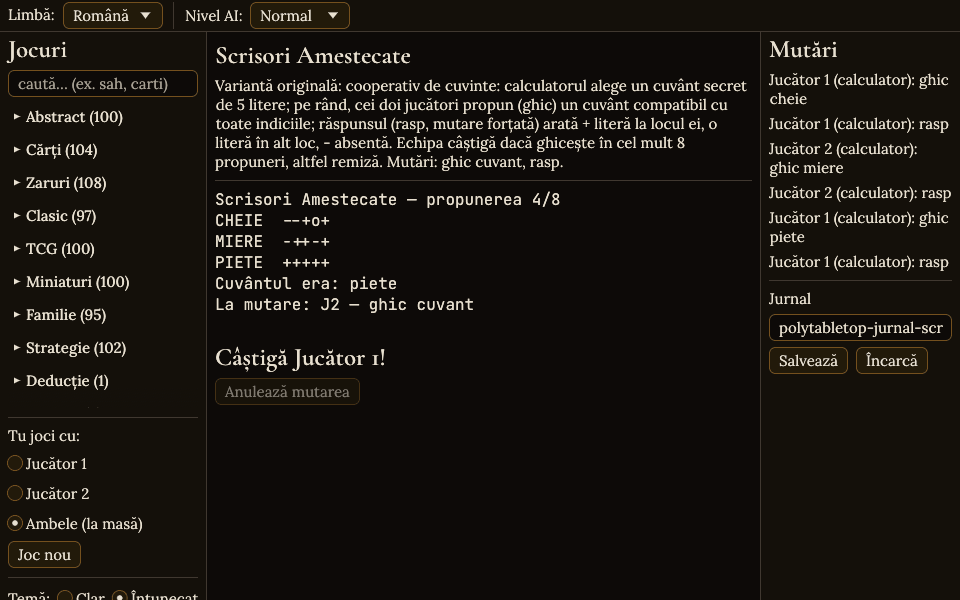 Limbă: Română ▼ Nivel AI: Normal ▼
Jocuri
caută... (ex. sah, carti)
▸ Abstract (100)
▸ Cărți (104)
▸ Zaruri (108)
▸ Clasic (97)
▸ TCG (100)
▸ Miniaturi (100)
▸ Familie (95)
▸ Strategie (102)
▸ Deducție (1)
Tu joci cu:
Jucător 1
Jucător 2
Ambele (la masă)
Joc nou
Temă: Clar Întunecat
Scrisori Amestecate
Variantă originală: cooperativ de cuvinte: calculatorul alege un cuvânt secret
de 5 litere; pe rând, cei doi jucători propun (ghic) un cuvânt compatibil cu
toate indiciile; răspunsul (rasp, mutare forțată) arată + literă la locul ei, o
literă în alt loc, - absentă. Echipa câștigă dacă ghicește în cel mult 8
propuneri, altfel remiză. Mutări: ghic cuvant, rasp.
Scrisori Amestecate — propunerea 4/8
CHEIE --+o+
MIERE -++-+
PIETE +++++
Cuvântul era: piete
La mutare: J2 — ghic cuvant
Câștigă Jucător 1!
Anulează mutarea
Mutări
Jucător 1 (calculator): ghic
cheie
Jucător 1 (calculator): rasp
Jucător 2 (calculator):
ghic miere
Jucător 2 (calculator): rasp
Jucător 1 (calculator): ghic
piete
Jucător 1 (calculator): rasp
Jurnal
polytabletop-jurnal-scr
Salvează Încarcă